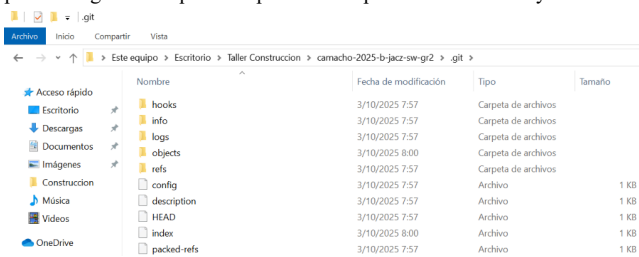 .git
Archivo Inicio Compartir Vista
Este equipo > Escritorio > Taller Construccion > camacho-2025-b-jacz-sw-gr2 > .git >
Nombre Fecha de modificación Tipo Tamaño
Acceso rápido
Escritorio
Descargas
Documentos
Imágenes
Construccion
Música
Videos
OneDrive
hooks 3/10/2025 7:57 Carpeta de archivos
info 3/10/2025 7:57 Carpeta de archivos
logs 3/10/2025 7:57 Carpeta de archivos
objects 3/10/2025 8:00 Carpeta de archivos
refs 3/10/2025 7:57 Carpeta de archivos
config 3/10/2025 7:57 Archivo 1 KB
description 3/10/2025 7:57 Archivo 1 KB
HEAD 3/10/2025 7:57 Archivo 1 KB
index 3/10/2025 8:00 Archivo 1 KB
packed-refs 3/10/2025 7:57 Archivo 1 KB